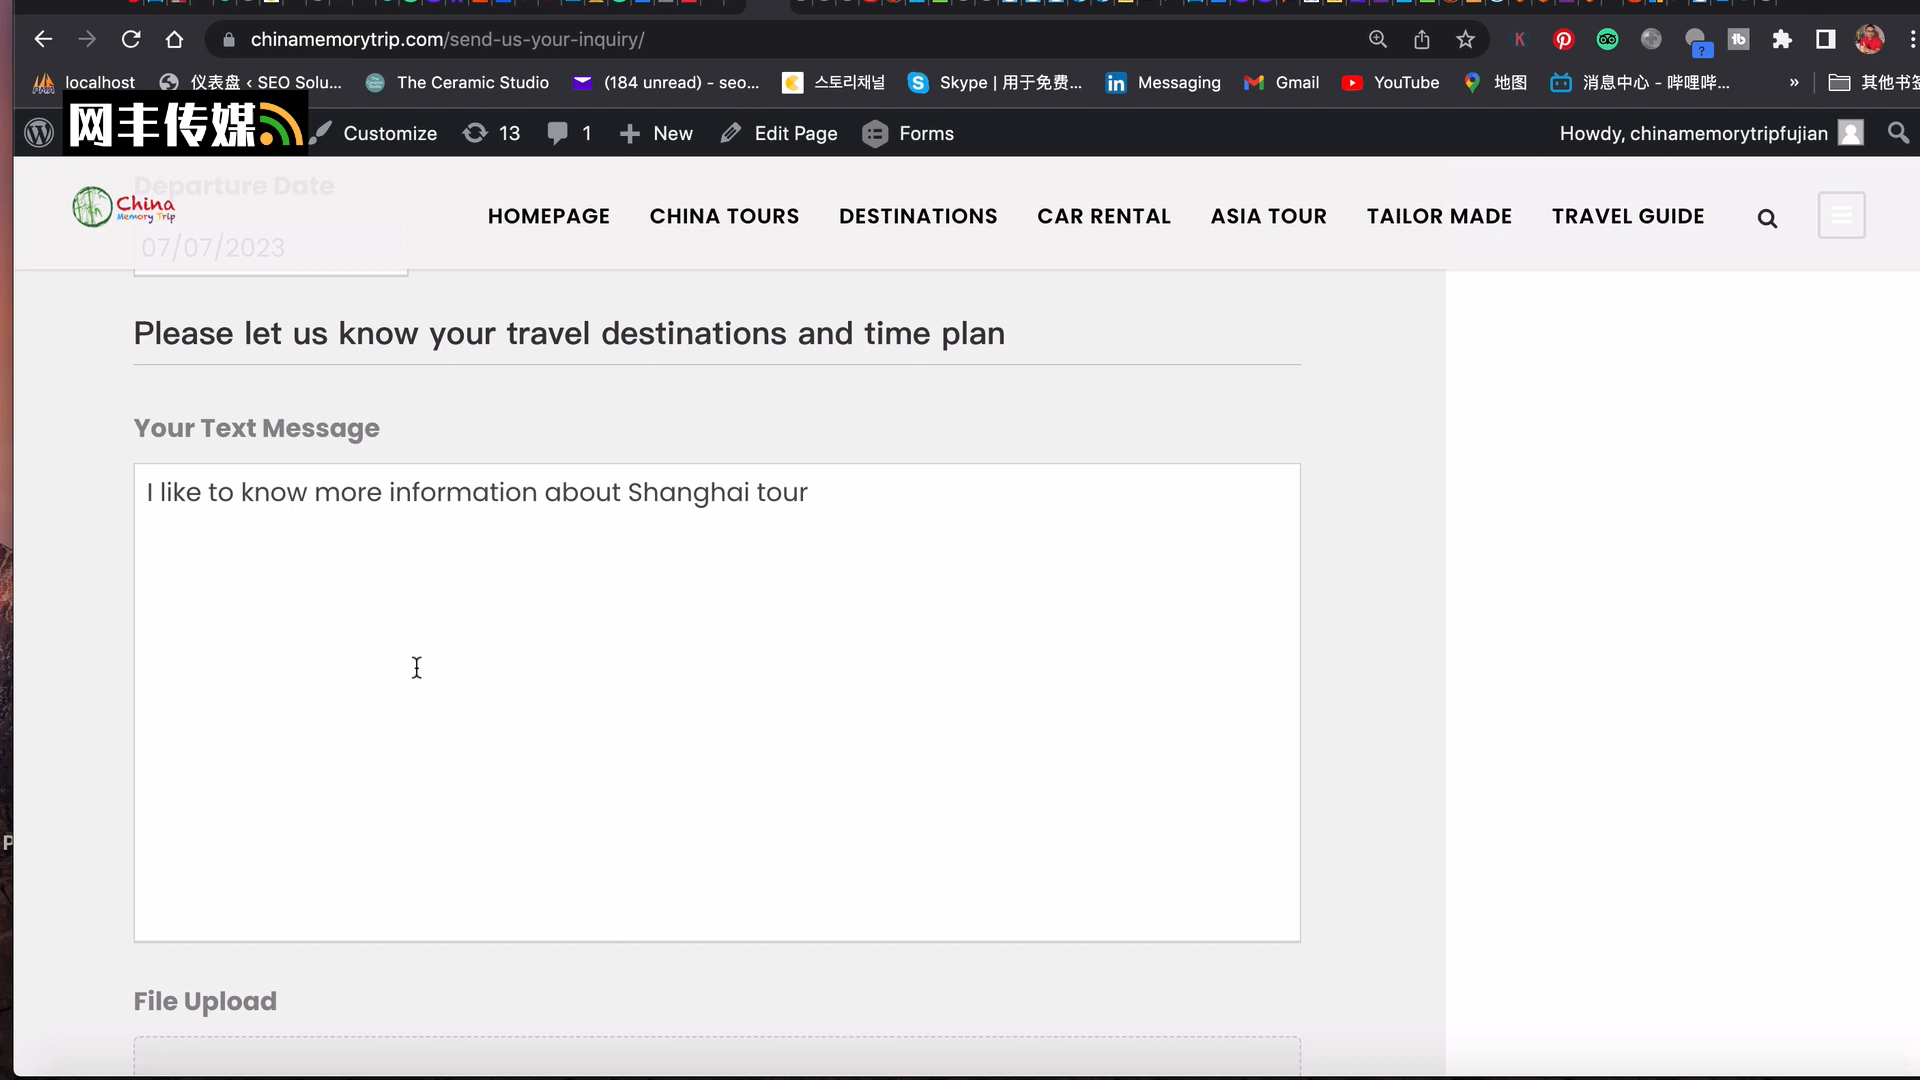 chinamemorytrip.com/send-us-your-inquiry/
localhost
仪表盘 ‹ SEO Solu...
The Ceramic Studio
(184 unread) - seo...
스토리채널
Skype | 用于免费...
Messaging
Gmail
YouTube
地图
消息中心 - 哔哩哔...
»
其他书签
网丰传媒
Customize
13
1
New
Edit Page
Forms
Howdy, chinamemorytripfujian
Departure Date
China
Memory Trip
HOMEPAGE
CHINA TOURS
DESTINATIONS
CAR RENTAL
ASIA TOUR
TAILOR MADE
TRAVEL GUIDE
07/07/2023
Please let us know your travel destinations and time plan
Your Text Message
I like to know more information about Shanghai tour
File Upload